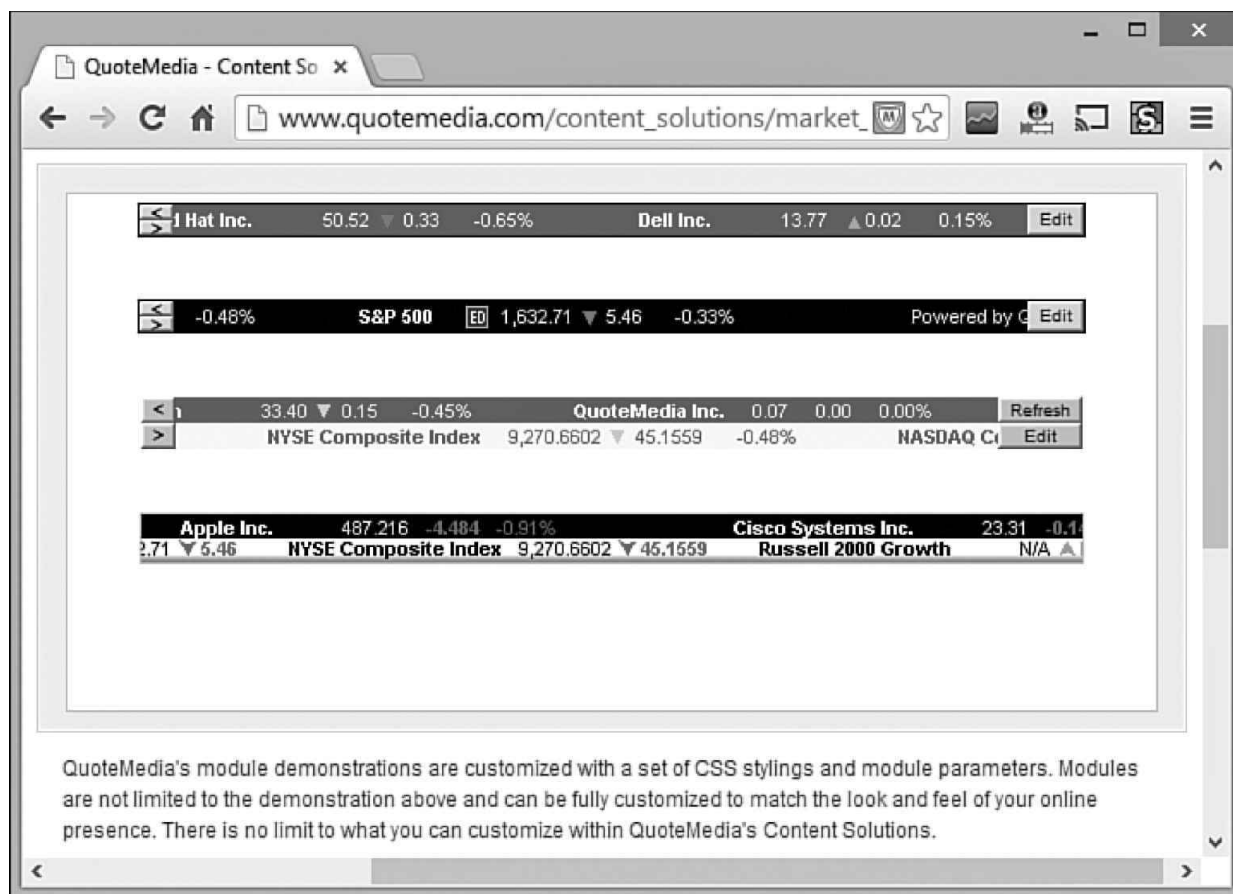 QuoteMedia - Content So
www.quotemedia.com/content_solutions/market_
< Hat Inc. 50.52 ▼ 0.33 -0.65% Dell Inc. 13.77 ▲ 0.02 0.15% Edit
>
< -0.48% S&P 500 ED 1,632.71 ▼ 5.46 -0.33% Powered by Edit
>
< 33.40 ▼ 0.15 -0.45% QuoteMedia Inc. 0.07 0.00 0.00% Refresh
> NYSE Composite Index 9,270.6602 ▼ 45.1559 -0.48% NASDAQ Edit
Apple Inc. 487.216 -4.484 -0.91% Cisco Systems Inc. 23.31 -0.1
2.71 ▼ 5.46 NYSE Composite Index 9,270.6602 ▼ 45.1559 Russell 2000 Growth N/A ▲
QuoteMedia's module demonstrations are customized with a set of CSS stylings and module parameters. Modules
are not limited to the demonstration above and can be fully customized to match the look and feel of your online
presence. There is no limit to what you can customize within QuoteMedia's Content Solutions.